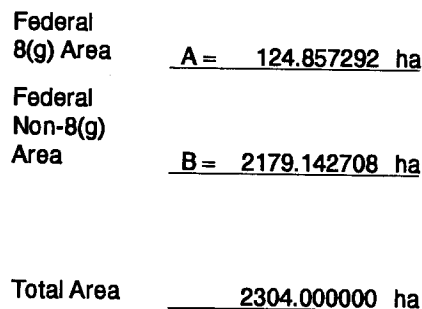 Federal
8(g) Area A = 124.857292 ha
Federal
Non-8(g)
Area B = 2179.142708 ha
Total Area 2304.000000 ha